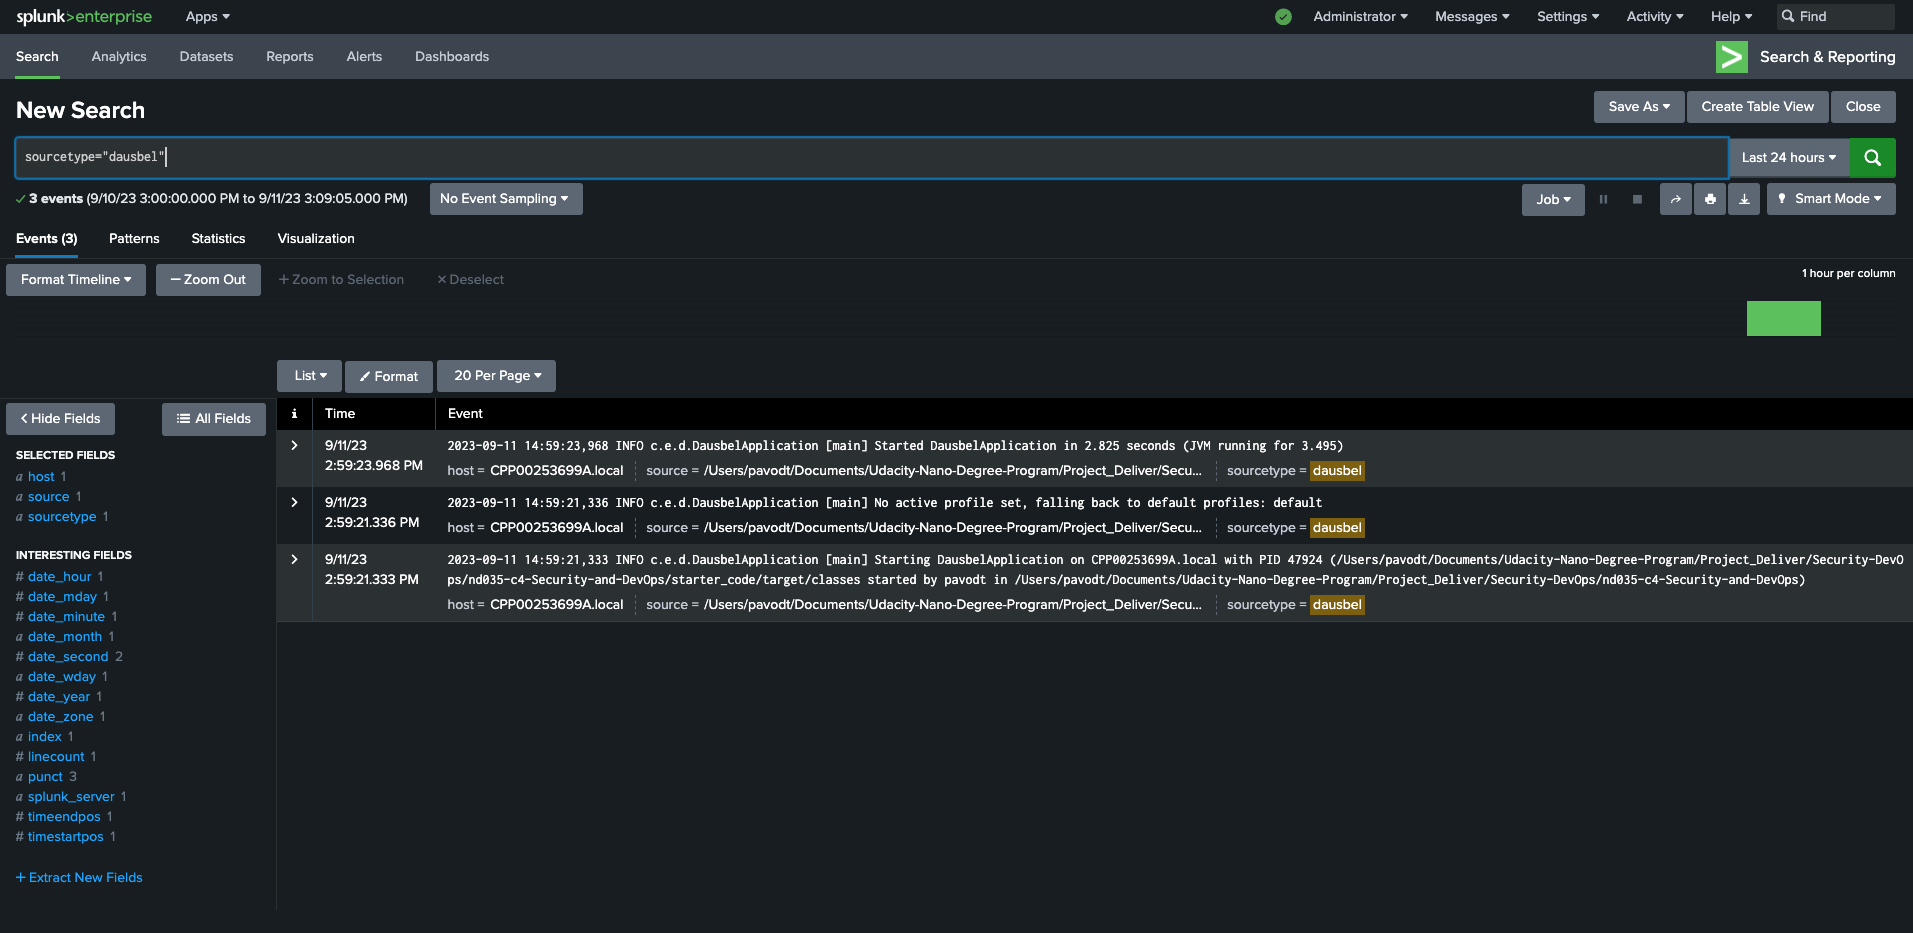 splunk>enterprise Apps Administrator Messages Settings Activity Help Find
Search Analytics Datasets Reports Alerts Dashboards Search & Reporting
New Search Save As Create Table View Close
sourcetype="dausbel" Last 24 hours
3 events (9/10/23 3:00:00.000 PM to 9/11/23 3:09:05.000 PM) No Event Sampling Job Smart Mode
Events (3) Patterns Statistics Visualization
Format Timeline — Zoom Out + Zoom to Selection × Deselect 1 hour per column
List Format 20 Per Page
< Hide Fields All Fields
SELECTED FIELDS
a host 1
a source 1
a sourcetype 1
INTERESTING FIELDS
# date_hour 1
# date_mday 1
# date_minute 1
a date_month 1
# date_second 2
a date_wday 1
# date_year 1
a date_zone 1
a index 1
# linecount 1
a punct 3
a splunk_server 1
# timeendpos 1
# timestartpos 1
+ Extract New Fields
i Time Event
9/11/23
2:59:23.968 PM
2023-09-11 14:59:23,968 INFO c.e.d.DausbelApplication [main] Started DausbelApplication in 2.825 seconds (JVM running for 3.495)
host = CPP00253699A.local source = /Users/pavodt/Documents/Udacity-Nano-Degree-Program/Project_Deliver/Secu... sourcetype = dausbel
9/11/23
2:59:21.336 PM
2023-09-11 14:59:21,336 INFO c.e.d.DausbelApplication [main] No active profile set, falling back to default profiles: default
host = CPP00253699A.local source = /Users/pavodt/Documents/Udacity-Nano-Degree-Program/Project_Deliver/Secu... sourcetype = dausbel
9/11/23
2:59:21.333 PM
2023-09-11 14:59:21,333 INFO c.e.d.DausbelApplication [main] Starting DausbelApplication on CPP00253699A.local with PID 47924 (/Users/pavodt/Documents/Udacity-Nano-Degree-Program/Project_Deliver/Security-DevO
ps/nd035-c4-Security-and-DevOps/starter_code/target/classes started by pavodt in /Users/pavodt/Documents/Udacity-Nano-Degree-Program/Project_Deliver/Security-DevOps/nd035-c4-Security-and-DevOps)
host = CPP00253699A.local source = /Users/pavodt/Documents/Udacity-Nano-Degree-Program/Project_Deliver/Secu... sourcetype = dausbel